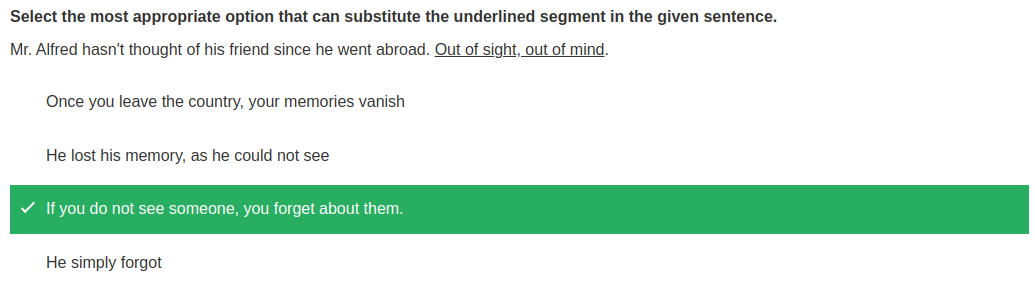 Select the most appropriate option that can substitute the underlined segment in the given sentence.
Mr. Alfred hasn't thought of his friend since he went abroad. Out of sight, out of mind.
Once you leave the country, your memories vanish
He lost his memory, as he could not see
If you do not see someone, you forget about them.
He simply forgot